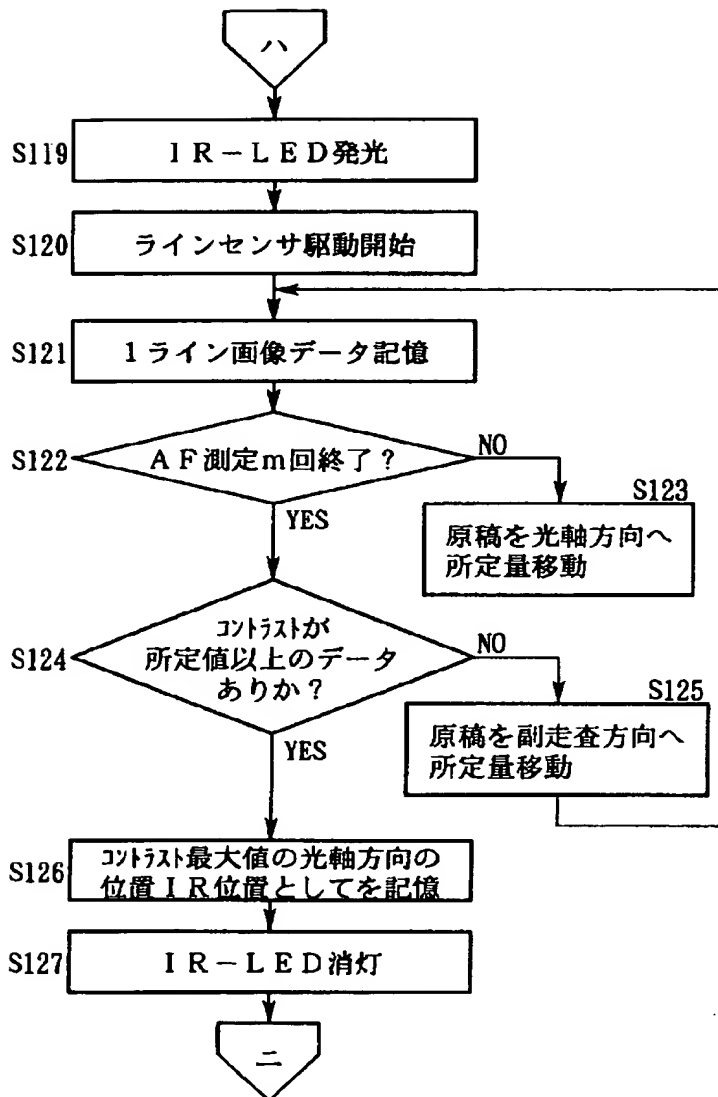 ハ
S119
IR-LED発光
S120
ラインセンサ駆動開始
S121
1ライン画像データ記憶
S122
AF測定m回終了?
NO
YES
S123
原稿を光軸方向へ
所定量移動
S124
コントラストが
所定値以上のデータ
ありか?
NO
YES
S125
原稿を副走査方向へ
所定量移動
S126
コントラスト最大値の光軸方向の
位置IR位置としてを記憶
S127
IR-LED消灯
ニ